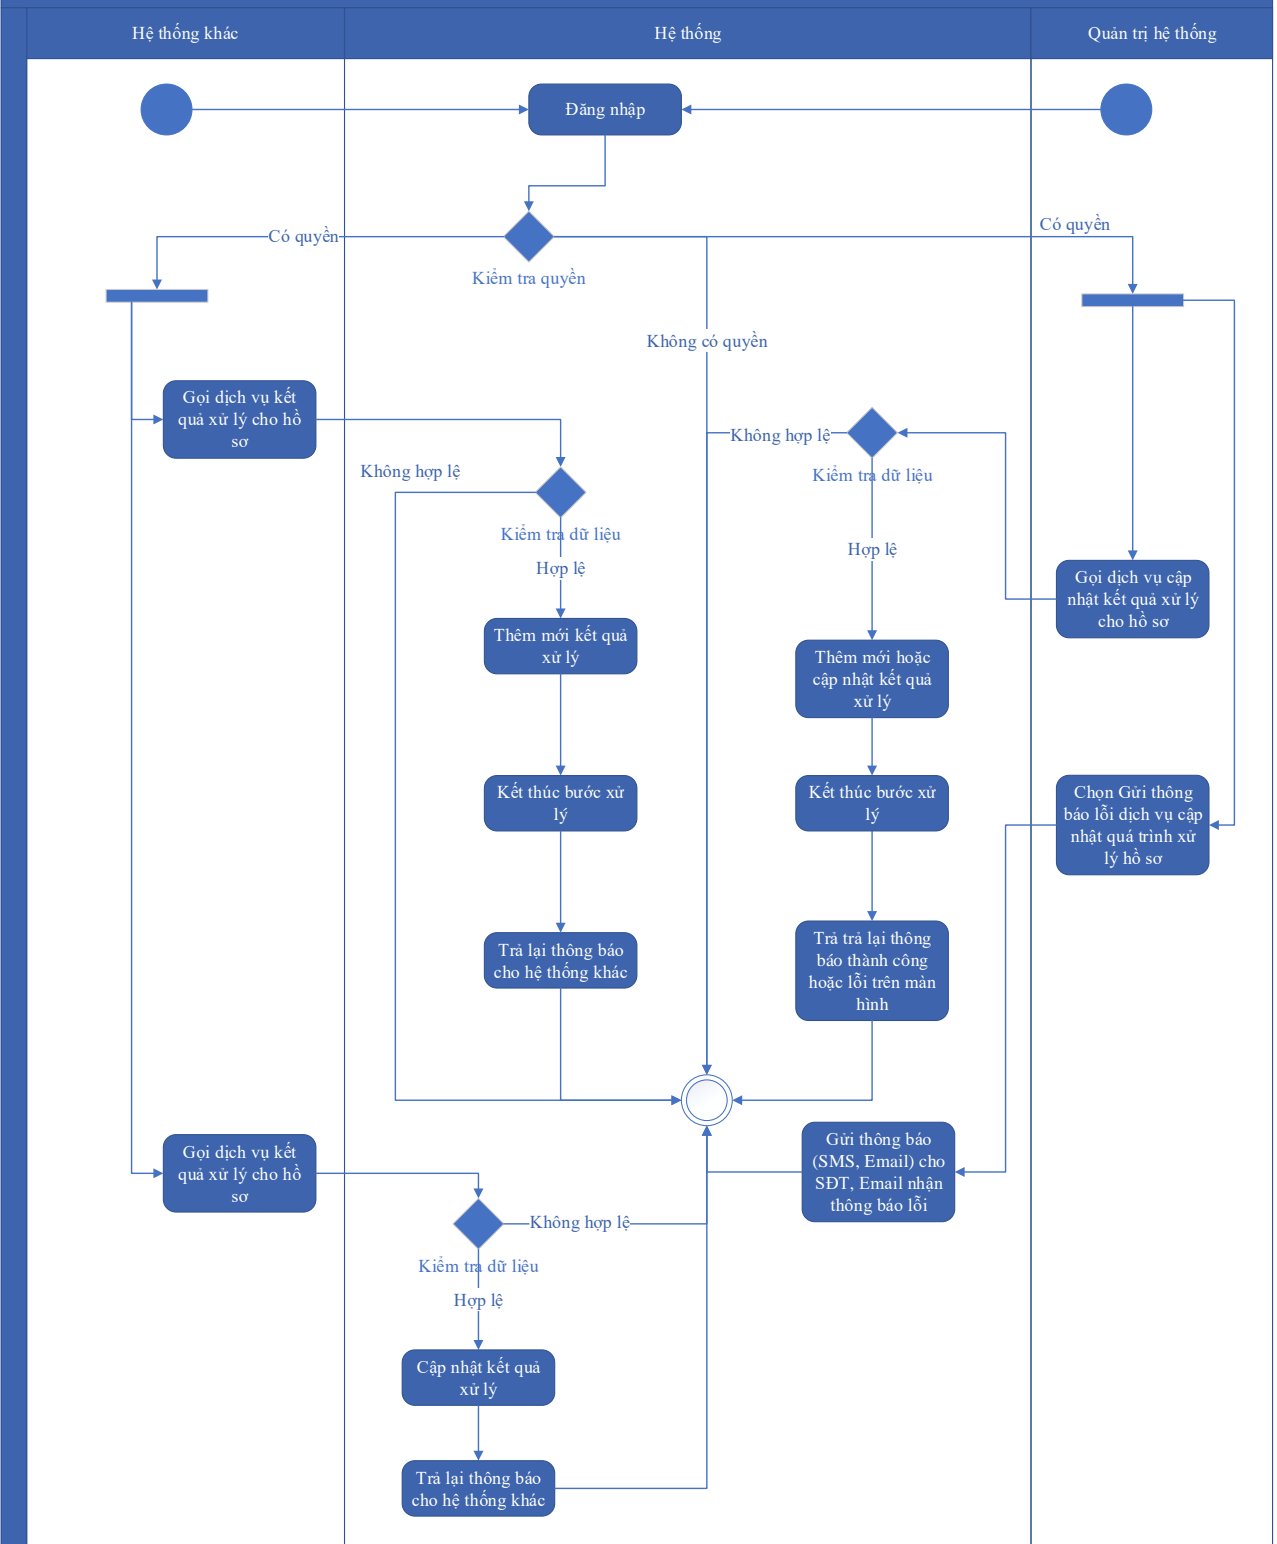 Hệ thống khác
Hệ thống
Quản trị hệ thống
Đăng nhập
Có quyền
Có quyền
Kiểm tra quyền
Không có quyền
Gọi dịch vụ kết
quả xử lý cho hồ
sơ
Không hợp lệ
Không hợp lệ
Kiểm tra dữ liệu
Kiểm tra dữ liệu
Hợp lệ
Hợp lệ
Gọi dịch vụ cập
nhật kết quả xử lý
cho hồ sơ
Thêm mới kết quả
xử lý
Thêm mới hoặc
cập nhật kết quả
xử lý
Kết thúc bước xử
lý
Kết thúc bước xử
lý
Chọn Gửi thông
báo lỗi dịch vụ cập
nhật quá trình xử
lý hồ sơ
Trả lại thông báo
cho hệ thống khác
Trả trả lại thông
báo thành công
hoặc lỗi trên màn
hình
Gọi dịch vụ kết
quả xử lý cho hồ
sơ
Gửi thông báo
(SMS, Email) cho
SĐT, Email nhận
thông báo lỗi
Không hợp lệ
Kiểm tra dữ liệu
Hợp lệ
Cập nhật kết quả
xử lý
Trả lại thông báo
cho hệ thống khác